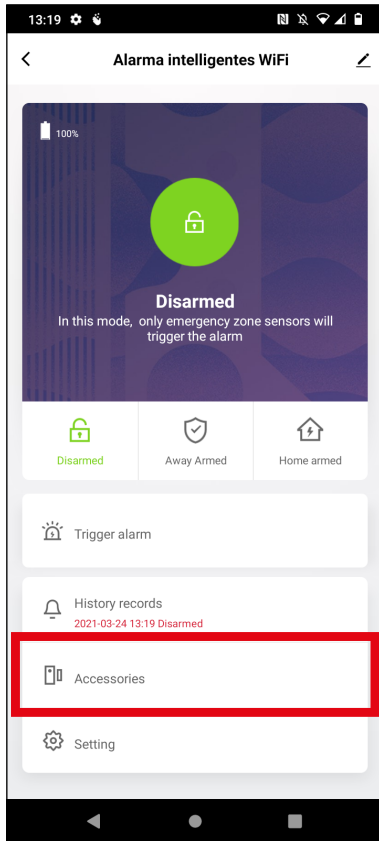 13:19
Alarma intelligentes WiFi
100%
Disarmed
In this mode, only emergency zone sensors will
trigger the alarm
Disarmed
Away Armed
Home armed
Trigger alarm
History records
2021-03-24 13:19 Disarmed
Accessories
Setting